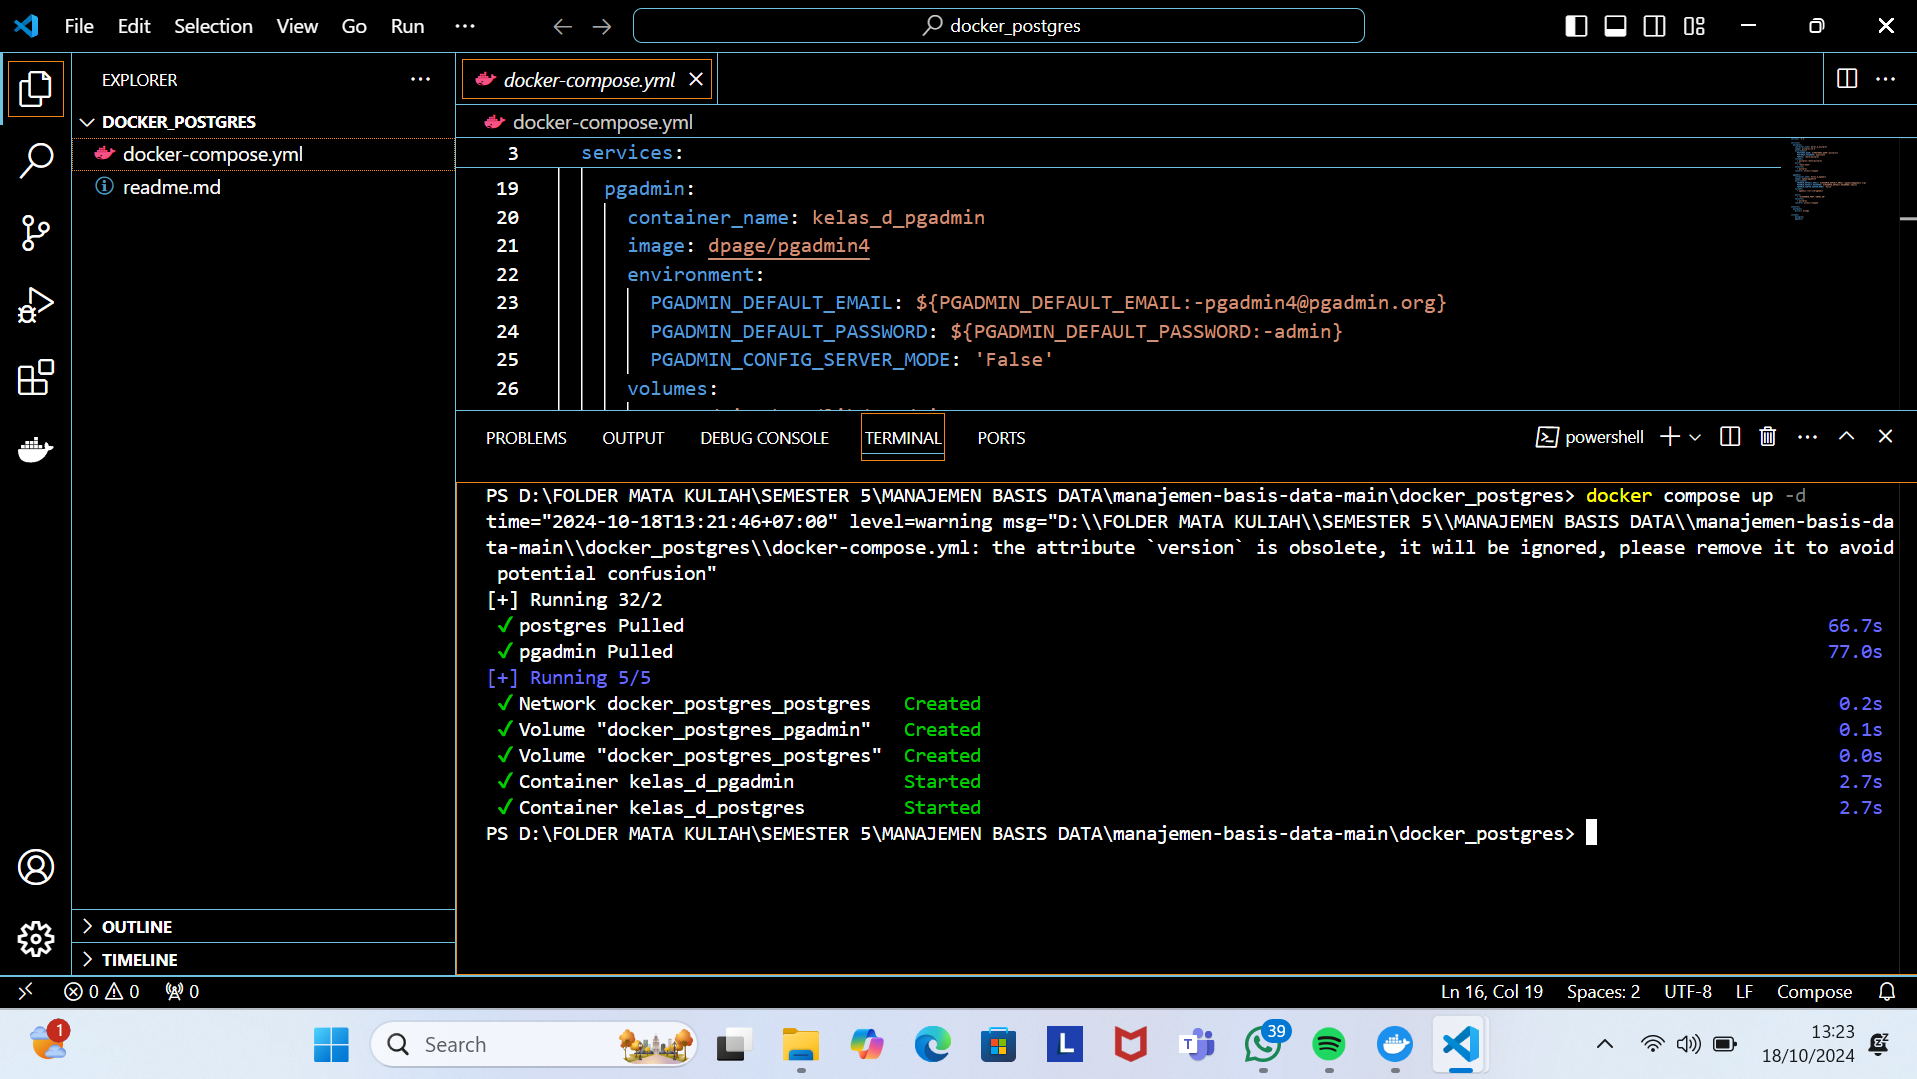 File Edit Selection View Go Run ··· docker_postgres
EXPLORER
DOCKER_POSTGRES
docker-compose.yml
readme.md
OUTLINE
TIMELINE
docker-compose.yml
docker-compose.yml
3 services:
19 pgadmin:
20 container_name: kelas_d_pgadmin
21 image: dpage/pgadmin4
22 environment:
23 PGADMIN_DEFAULT_EMAIL: ${PGADMIN_DEFAULT_EMAIL:-pgadmin4@pgadmin.org}
24 PGADMIN_DEFAULT_PASSWORD: ${PGADMIN_DEFAULT_PASSWORD:-admin}
25 PGADMIN_CONFIG_SERVER_MODE: 'False'
26 volumes:
PROBLEMS OUTPUT DEBUG CONSOLE TERMINAL PORTS powershell
PS D:\FOLDER MATA KULIAH\SEMESTER 5\MANAJEMEN BASIS DATA\manajemen-basis-data-main\docker_postgres> docker compose up -d
time="2024-10-18T13:21:46+07:00" level=warning msg="D:\\FOLDER MATA KULIAH\\SEMESTER 5\\MANAJEMEN BASIS DATA\\manajemen-basis-da
ta-main\\docker_postgres\\docker-compose.yml: the attribute `version` is obsolete, it will be ignored, please remove it to avoid
potential confusion"
[+] Running 32/2
✓ postgres Pulled 66.7s
✓ pgadmin Pulled 77.0s
[+] Running 5/5
✓ Network docker_postgres_postgres Created 0.2s
✓ Volume "docker_postgres_pgadmin" Created 0.1s
✓ Volume "docker_postgres_postgres" Created 0.0s
✓ Container kelas_d_pgadmin Started 2.7s
✓ Container kelas_d_postgres Started 2.7s
PS D:\FOLDER MATA KULIAH\SEMESTER 5\MANAJEMEN BASIS DATA\manajemen-basis-data-main\docker_postgres>
0 0 0 Ln 16, Col 19 Spaces: 2 UTF-8 LF Compose
1 Search L T 39 13:23
18/10/2024